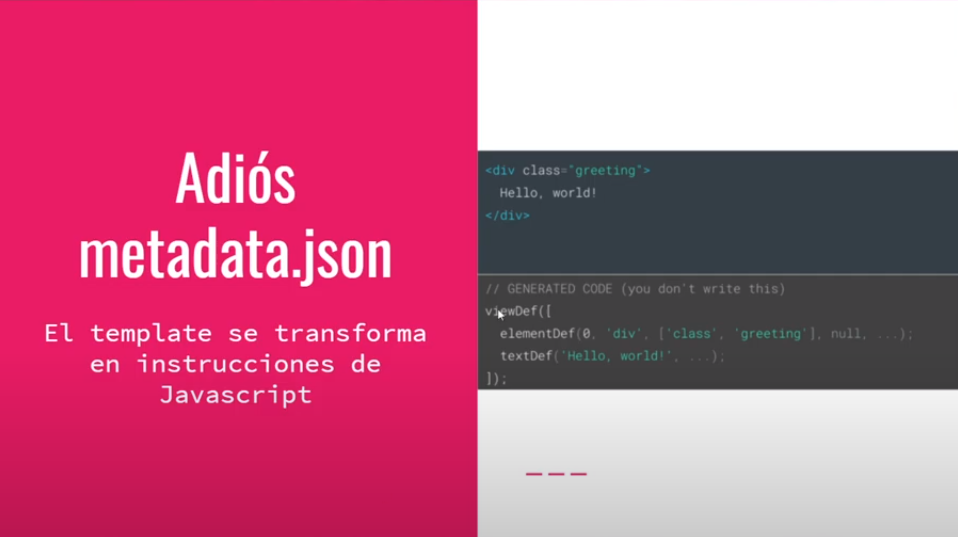 Adiós
metadata.json
El template se transforma
en instrucciones de
Javascript
<div class="greeting">
Hello, world!
</div>
// GENERATED CODE (you don't write this)
viewDef([
elementDef(0, 'div', ['class', 'greeting'], null, ...);
textDef('Hello, world!', ...);
]);